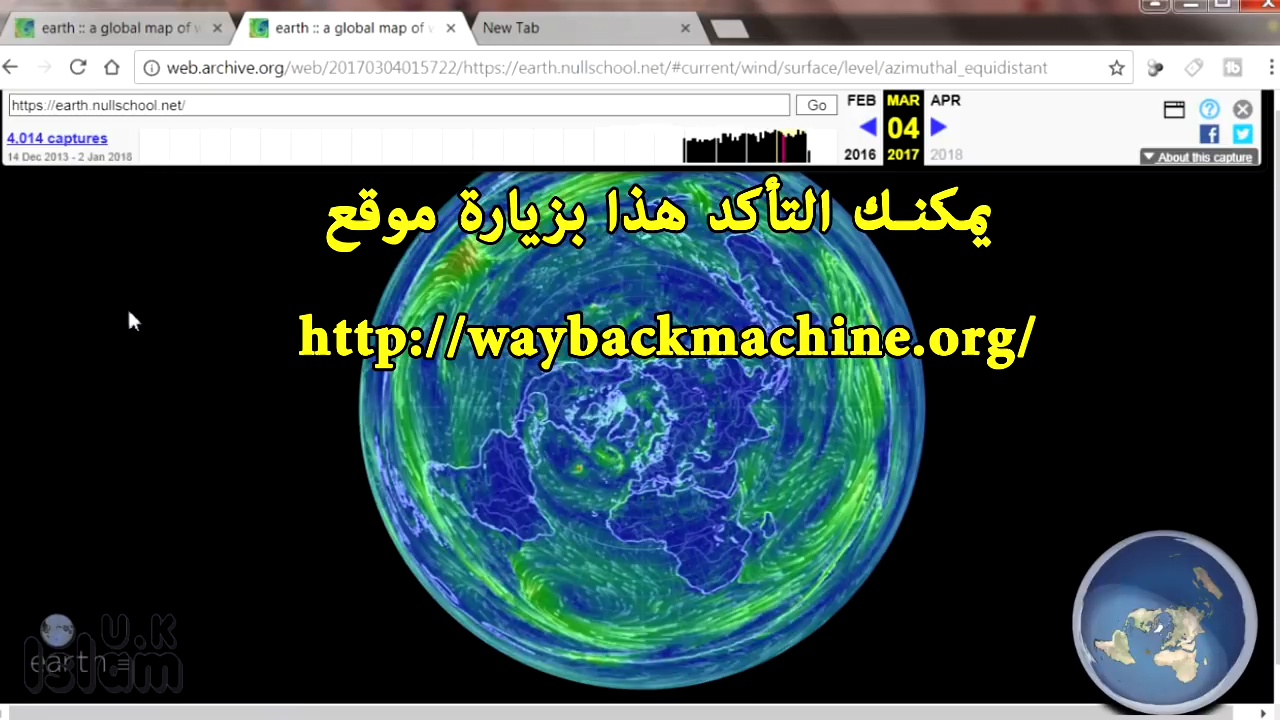 earth :: a global map of w
earth :: a global map of w
New Tab
web.archive.org/web/20170304015722/https://earth.nullschool.net/#current/wind/surface/level/azimuthal_equidistant
https://earth.nullschool.net/
Go
FEB MAR APR
4,014 captures
04
14 Dec 2013 - 2 Jan 2018
2016 2017 2018
About this capture
يمكنك التأكد هذا بزيارة موقع
http://waybackmachine.org/
U.K
islam
earth ≡